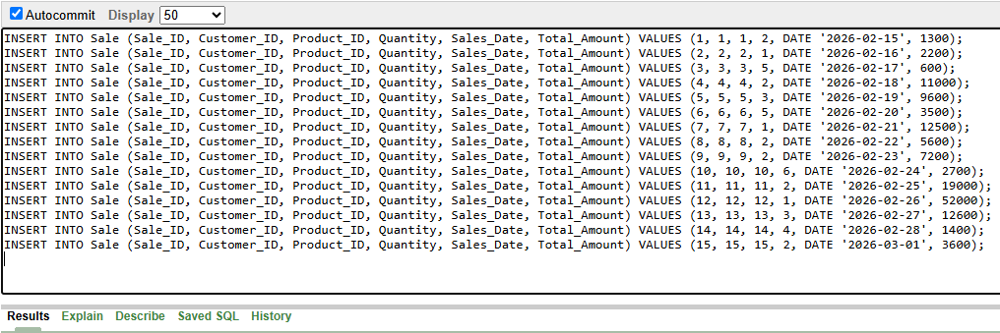 Autocommit Display 50
INSERT INTO Sale (Sale_ID, Customer_ID, Product_ID, Quantity, Sales_Date, Total_Amount) VALUES (1, 1, 1, 2, DATE '2026-02-15', 1300);
INSERT INTO Sale (Sale_ID, Customer_ID, Product_ID, Quantity, Sales_Date, Total_Amount) VALUES (2, 2, 2, 1, DATE '2026-02-16', 2200);
INSERT INTO Sale (Sale_ID, Customer_ID, Product_ID, Quantity, Sales_Date, Total_Amount) VALUES (3, 3, 3, 5, DATE '2026-02-17', 600);
INSERT INTO Sale (Sale_ID, Customer_ID, Product_ID, Quantity, Sales_Date, Total_Amount) VALUES (4, 4, 4, 2, DATE '2026-02-18', 11000);
INSERT INTO Sale (Sale_ID, Customer_ID, Product_ID, Quantity, Sales_Date, Total_Amount) VALUES (5, 5, 5, 3, DATE '2026-02-19', 9600);
INSERT INTO Sale (Sale_ID, Customer_ID, Product_ID, Quantity, Sales_Date, Total_Amount) VALUES (6, 6, 6, 5, DATE '2026-02-20', 3500);
INSERT INTO Sale (Sale_ID, Customer_ID, Product_ID, Quantity, Sales_Date, Total_Amount) VALUES (7, 7, 7, 1, DATE '2026-02-21', 12500);
INSERT INTO Sale (Sale_ID, Customer_ID, Product_ID, Quantity, Sales_Date, Total_Amount) VALUES (8, 8, 8, 2, DATE '2026-02-22', 5600);
INSERT INTO Sale (Sale_ID, Customer_ID, Product_ID, Quantity, Sales_Date, Total_Amount) VALUES (9, 9, 9, 2, DATE '2026-02-23', 7200);
INSERT INTO Sale (Sale_ID, Customer_ID, Product_ID, Quantity, Sales_Date, Total_Amount) VALUES (10, 10, 10, 6, DATE '2026-02-24', 2700);
INSERT INTO Sale (Sale_ID, Customer_ID, Product_ID, Quantity, Sales_Date, Total_Amount) VALUES (11, 11, 11, 2, DATE '2026-02-25', 19000);
INSERT INTO Sale (Sale_ID, Customer_ID, Product_ID, Quantity, Sales_Date, Total_Amount) VALUES (12, 12, 12, 1, DATE '2026-02-26', 52000);
INSERT INTO Sale (Sale_ID, Customer_ID, Product_ID, Quantity, Sales_Date, Total_Amount) VALUES (13, 13, 13, 3, DATE '2026-02-27', 12600);
INSERT INTO Sale (Sale_ID, Customer_ID, Product_ID, Quantity, Sales_Date, Total_Amount) VALUES (14, 14, 14, 4, DATE '2026-02-28', 1400);
INSERT INTO Sale (Sale_ID, Customer_ID, Product_ID, Quantity, Sales_Date, Total_Amount) VALUES (15, 15, 15, 2, DATE '2026-03-01', 3600);
Results Explain Describe Saved SQL History